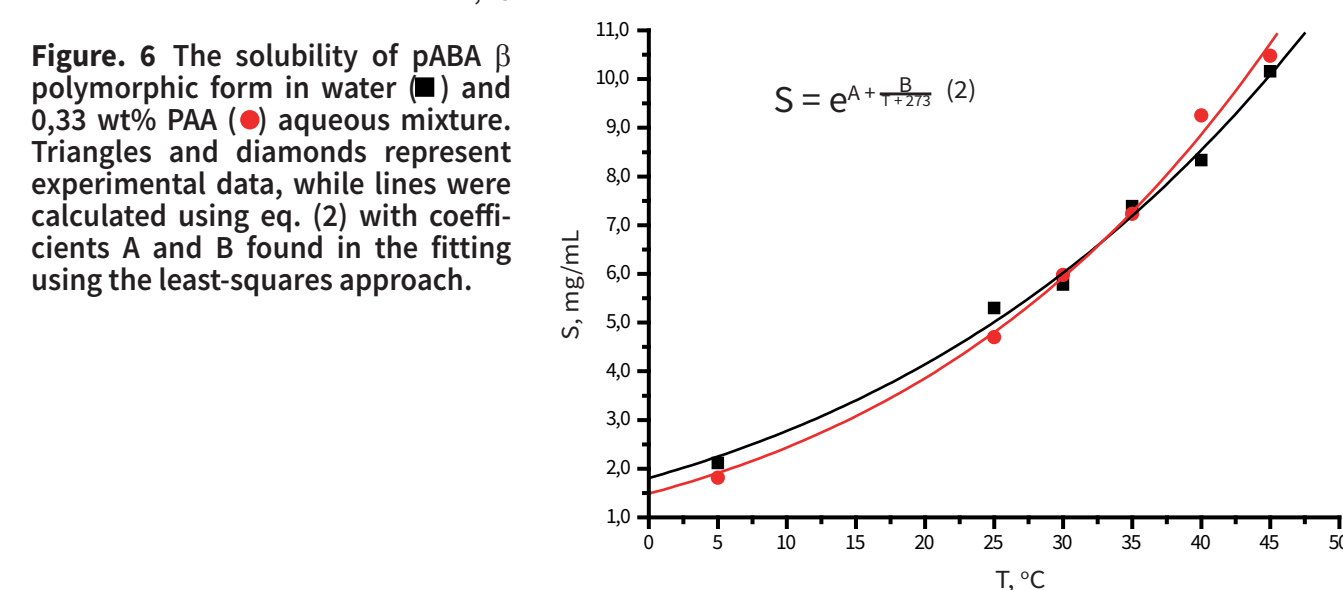 Figure. 6 The solubility of pABA β
polymorphic form in water (■) and
0,33 wt% PAA (●) aqueous mixture.
Triangles and diamonds represent
experimental data, while lines were
calculated using eq. (2) with coeffi-
cients A and B found in the fitting
using the least-squares approach.
S = e^{A + B/(T + 273)} (2)
11,0
10,0
9,0
8,0
7,0
6,0
5,0
4,0
3,0
2,0
1,0
S, mg/mL
0 5 10 15 20 25 30 35 40 45
T, °C